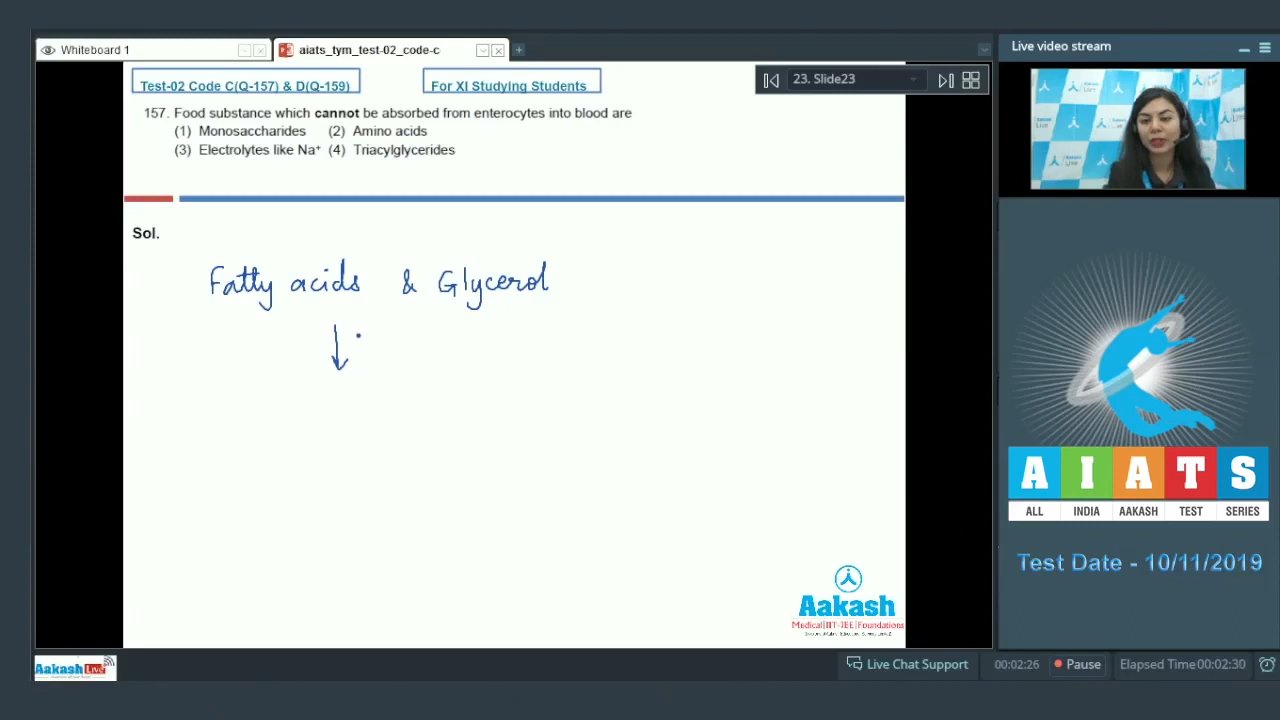 Whiteboard 1
aiats_tym_test-02_code-c
Live video stream
Test-02 Code C(Q-157) & D(Q-159)
For XI Studying Students
23. Slide23
157. Food substance which cannot be absorbed from enterocytes into blood are
(1) Monosaccharides (2) Amino acids
(3) Electrolytes like Na⁺ (4) Triacylglycerides
Sol.
Fatty acids & Glycerol
A I A T S
ALL INDIA AAKASH TEST SERIES
Test Date - 10/11/2019
Aakash
Medical|IIT-JEE|Foundations
Aakash Live
Live Chat Support
00:02:26
Pause
Elapsed Time 00:02:30